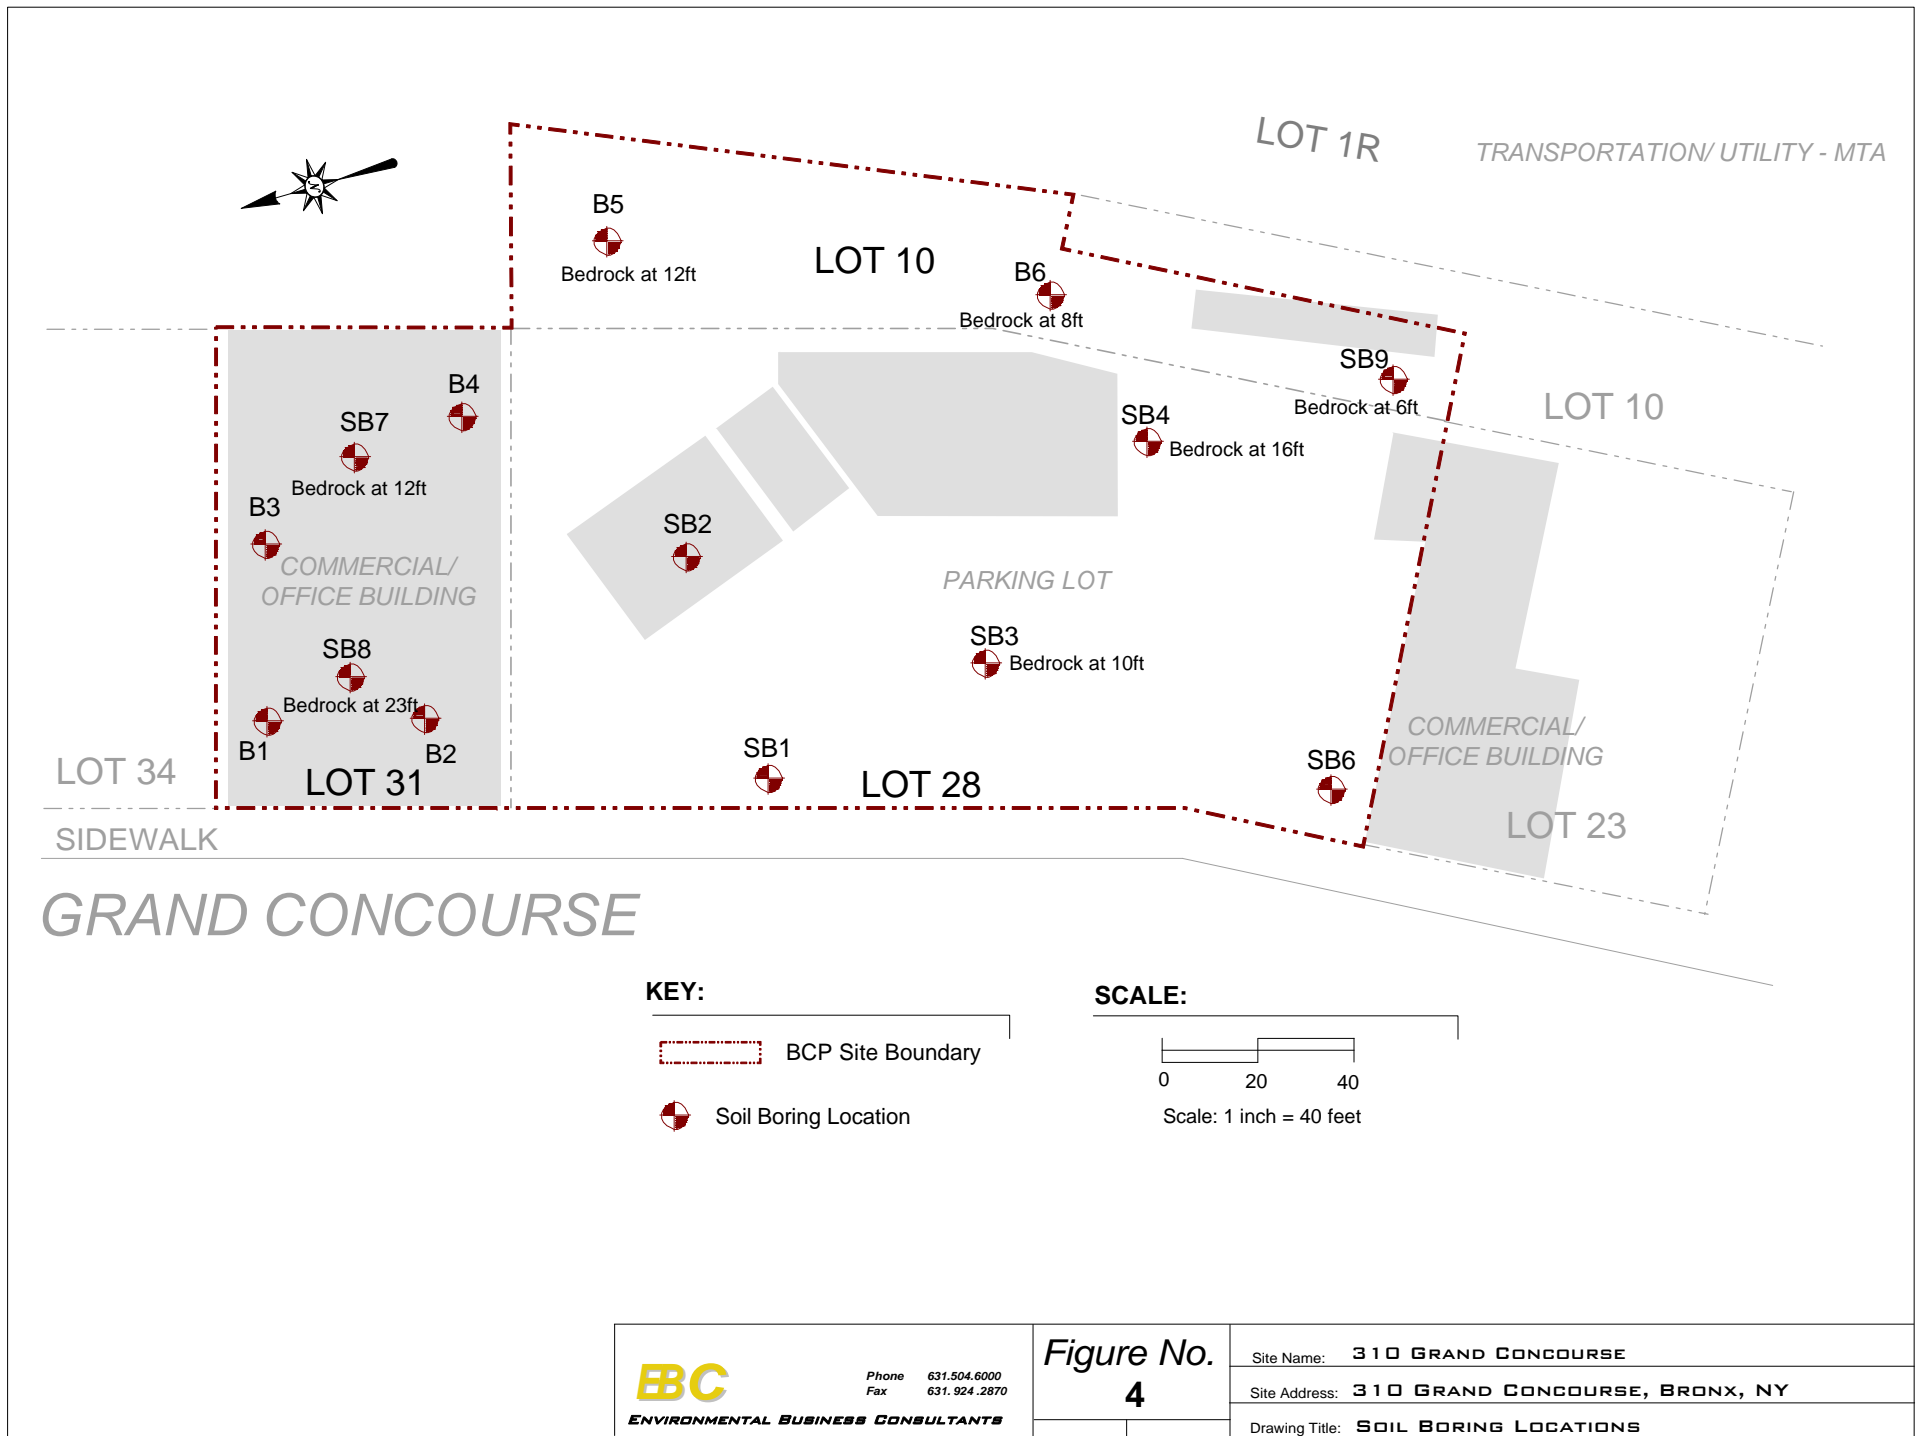 LOT 1R
TRANSPORTATION/ UTILITY - MTA
N
B5
Bedrock at 12ft
LOT 10
B6
Bedrock at 8ft
SB9
Bedrock at 6ft
LOT 10
B4
SB7
Bedrock at 12ft
SB4
Bedrock at 16ft
B3
SB2
COMMERCIAL/
OFFICE BUILDING
PARKING LOT
SB3
Bedrock at 10ft
SB8
Bedrock at 23ft
B1
B2
SB1
SB6
COMMERCIAL/
OFFICE BUILDING
LOT 34
LOT 31
LOT 28
LOT 23
SIDEWALK
GRAND CONCOURSE
KEY:
BCP Site Boundary
Soil Boring Location
SCALE:
0 20 40
Scale: 1 inch = 40 feet
EBC
Phone 631.504.6000
Fax 631.924.2870
ENVIRONMENTAL BUSINESS CONSULTANTS
Figure No.
4
Site Name: 310 GRAND CONCOURSE
Site Address: 310 GRAND CONCOURSE, BRONX, NY
Drawing Title: SOIL BORING LOCATIONS